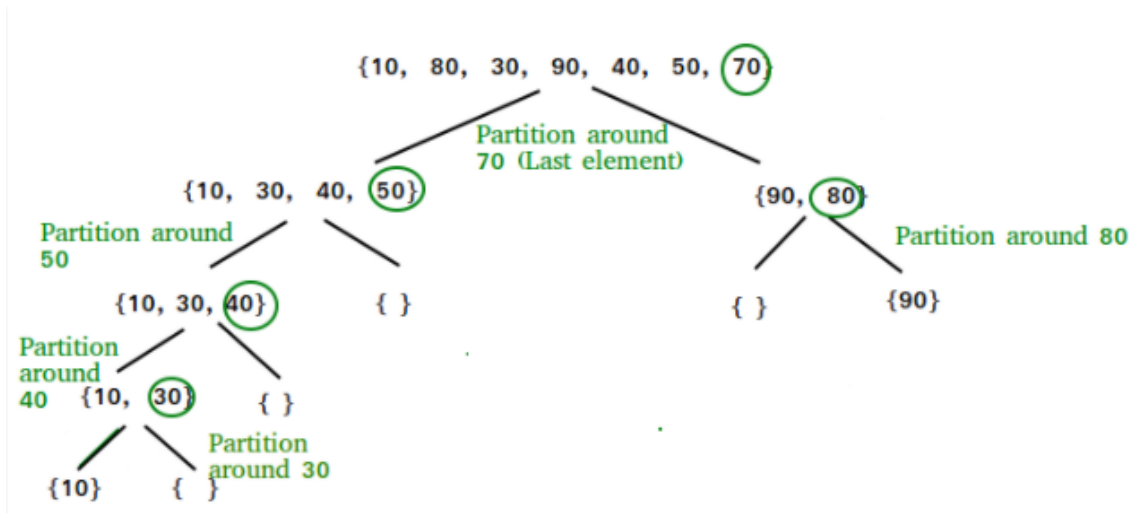 {10, 80, 30, 90, 40, 50, 70}
Partition around
70 (Last element)
{10, 30, 40, 50}
{90, 80}
Partition around
50
Partition around 80
{10, 30, 40}
{ }
{ }
{90}
Partition
around
40
{10, 30}
{ }
Partition
around 30
{10}
{ }